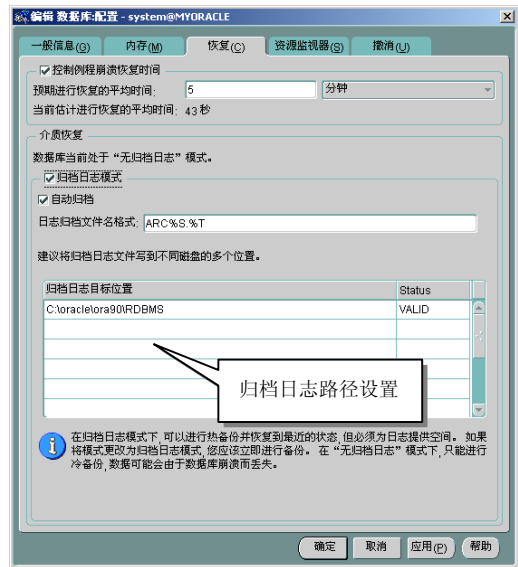 编辑 数据库:配置 - system@MYORACLE
一般信息(G) 内存(M) 恢复(C) 资源监视器(S) 撤消(U)
控制例程崩溃恢复时间
预期进行恢复的平均时间: 5 分钟
当前估计进行恢复的平均时间: 43 秒
介质恢复
数据库当前处于“无归档日志”模式。
归档日志模式
自动归档
日志归档文件名格式: ARC%S.%T
建议将归档日志文件写到不同磁盘的多个位置。
归档日志目标位置 Status
C:\oracle\ora90\RDBMS VALID
归档日志路径设置
在归档日志模式下, 可以进行热备份并恢复到最近的状态, 但必须为日志提供空间。 如果
将模式更改为归档日志模式, 您应该立即进行备份。 在“无归档日志”模式下, 只能进行
冷备份, 数据可能会由于数据库崩溃而丢失。
确定 取消 应用(P) 帮助